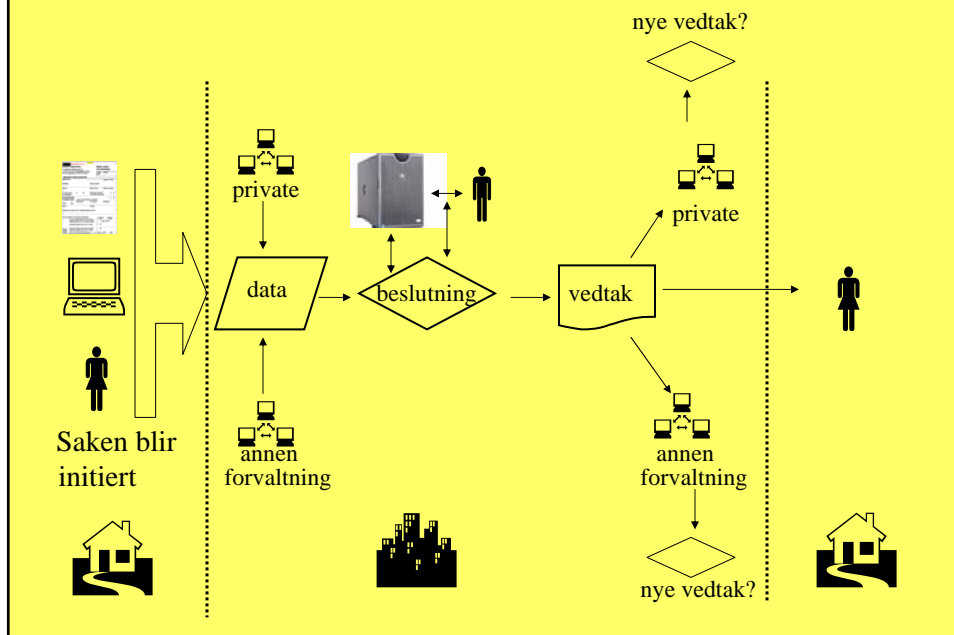 nye vedtak?
private
private
data
beslutning
vedtak
Saken blir
initiert
annen
forvaltning
annen
forvaltning
nye vedtak?